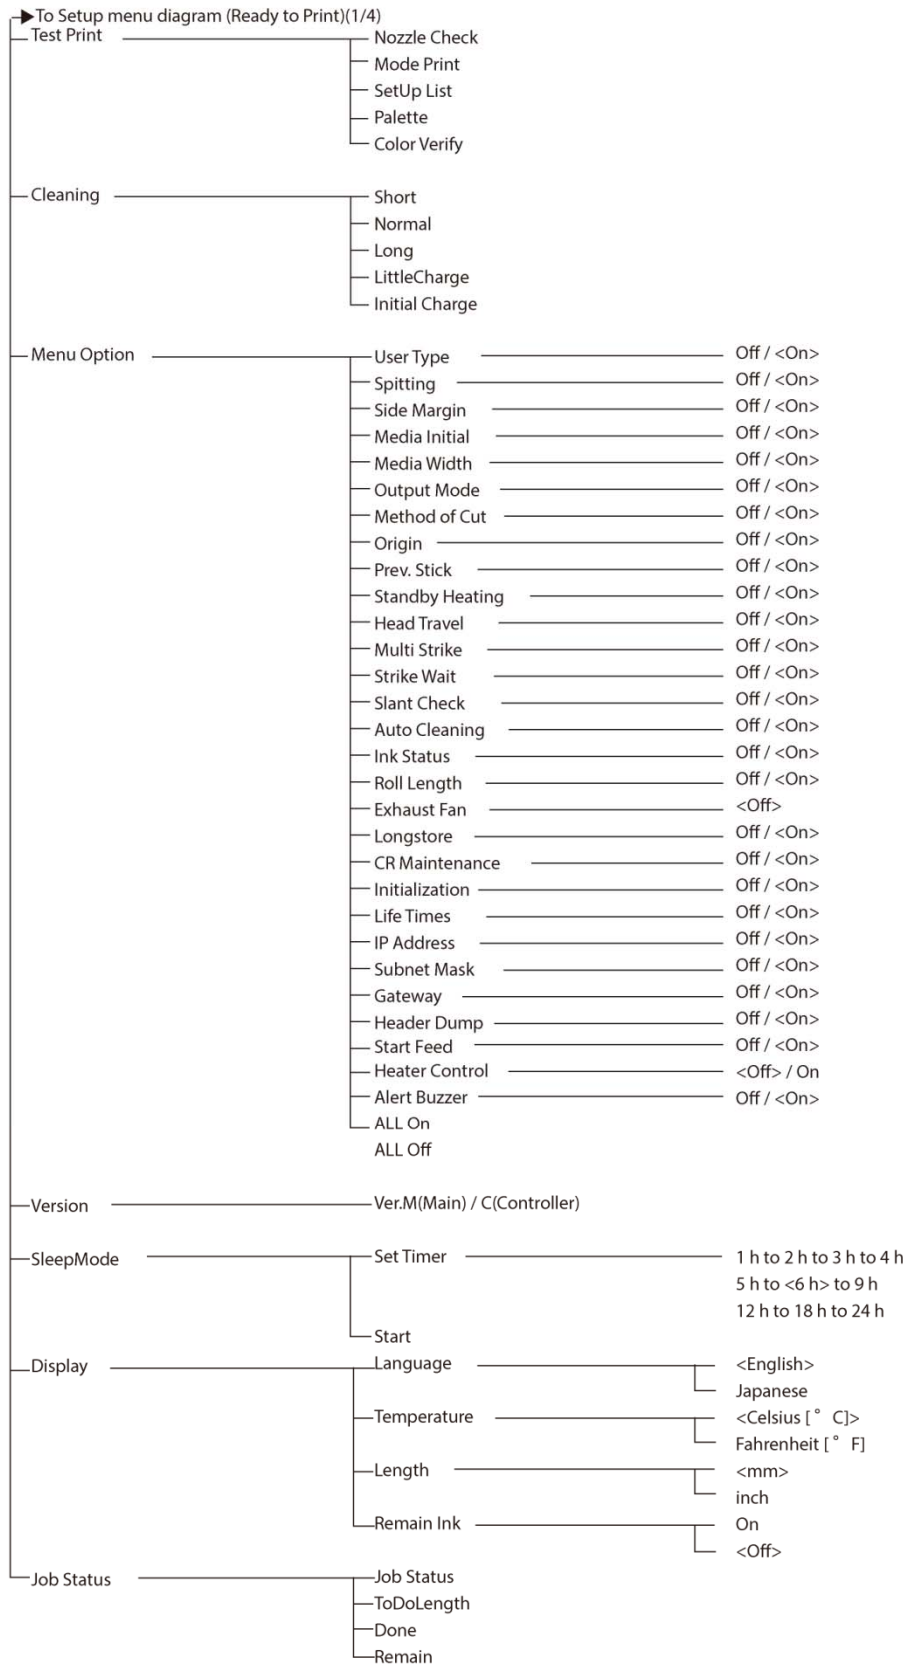 To Setup menu diagram (Ready to Print)(1/4)
Test Print Nozzle Check
Mode Print
SetUp List
Palette
Color Verify
Cleaning Short
Normal
Long
LittleCharge
Initial Charge
Menu Option User Type Off / <On>
Spitting Off / <On>
Side Margin Off / <On>
Media Initial Off / <On>
Media Width Off / <On>
Output Mode Off / <On>
Method of Cut Off / <On>
Origin Off / <On>
Prev. Stick Off / <On>
Standby Heating Off / <On>
Head Travel Off / <On>
Multi Strike Off / <On>
Strike Wait Off / <On>
Slant Check Off / <On>
Auto Cleaning Off / <On>
Ink Status Off / <On>
Roll Length Off / <On>
Exhaust Fan <Off>
Longstore Off / <On>
CR Maintenance Off / <On>
Initialization Off / <On>
Life Times Off / <On>
IP Address Off / <On>
Subnet Mask Off / <On>
Gateway Off / <On>
Header Dump Off / <On>
Start Feed Off / <On>
Heater Control <Off> / On
Alert Buzzer Off / <On>
ALL On
ALL Off
Version Ver.M(Main) / C(Controller)
SleepMode Set Timer 1 h to 2 h to 3 h to 4 h
5 h to <6 h> to 9 h
12 h to 18 h to 24 h
Start
Display Language <English>
Japanese
Temperature <Celsius [ ° C]>
Fahrenheit [ ° F]
Length <mm>
inch
Remain Ink On
<Off>
Job Status Job Status
ToDoLength
Done
Remain